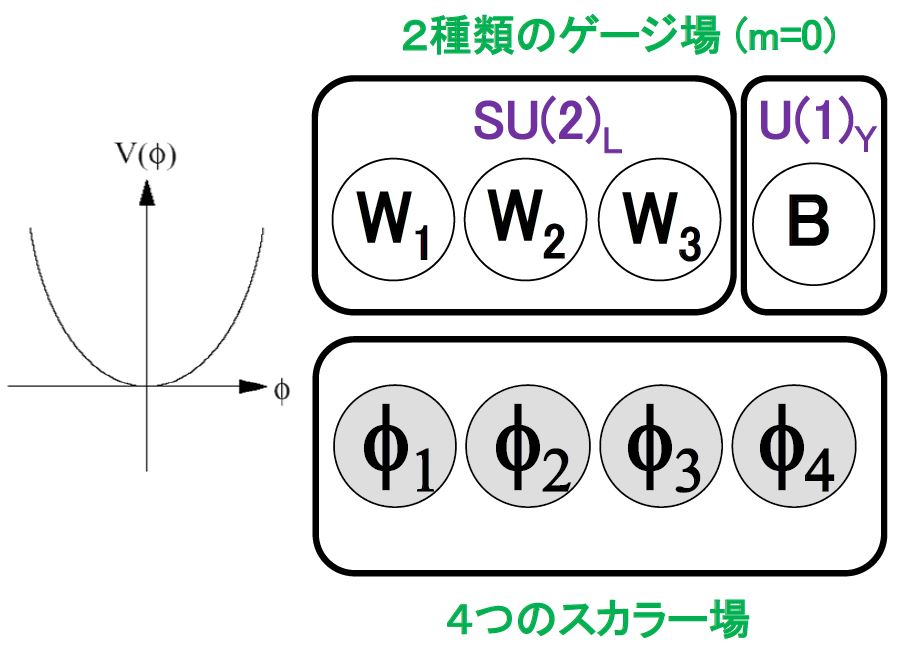 2種類のゲージ場 (m=0)
SU(2)L
U(1)Y
V(ϕ)
W1
W2
W3
B
ϕ
ϕ1
ϕ2
ϕ3
ϕ4
4つのスカラー場